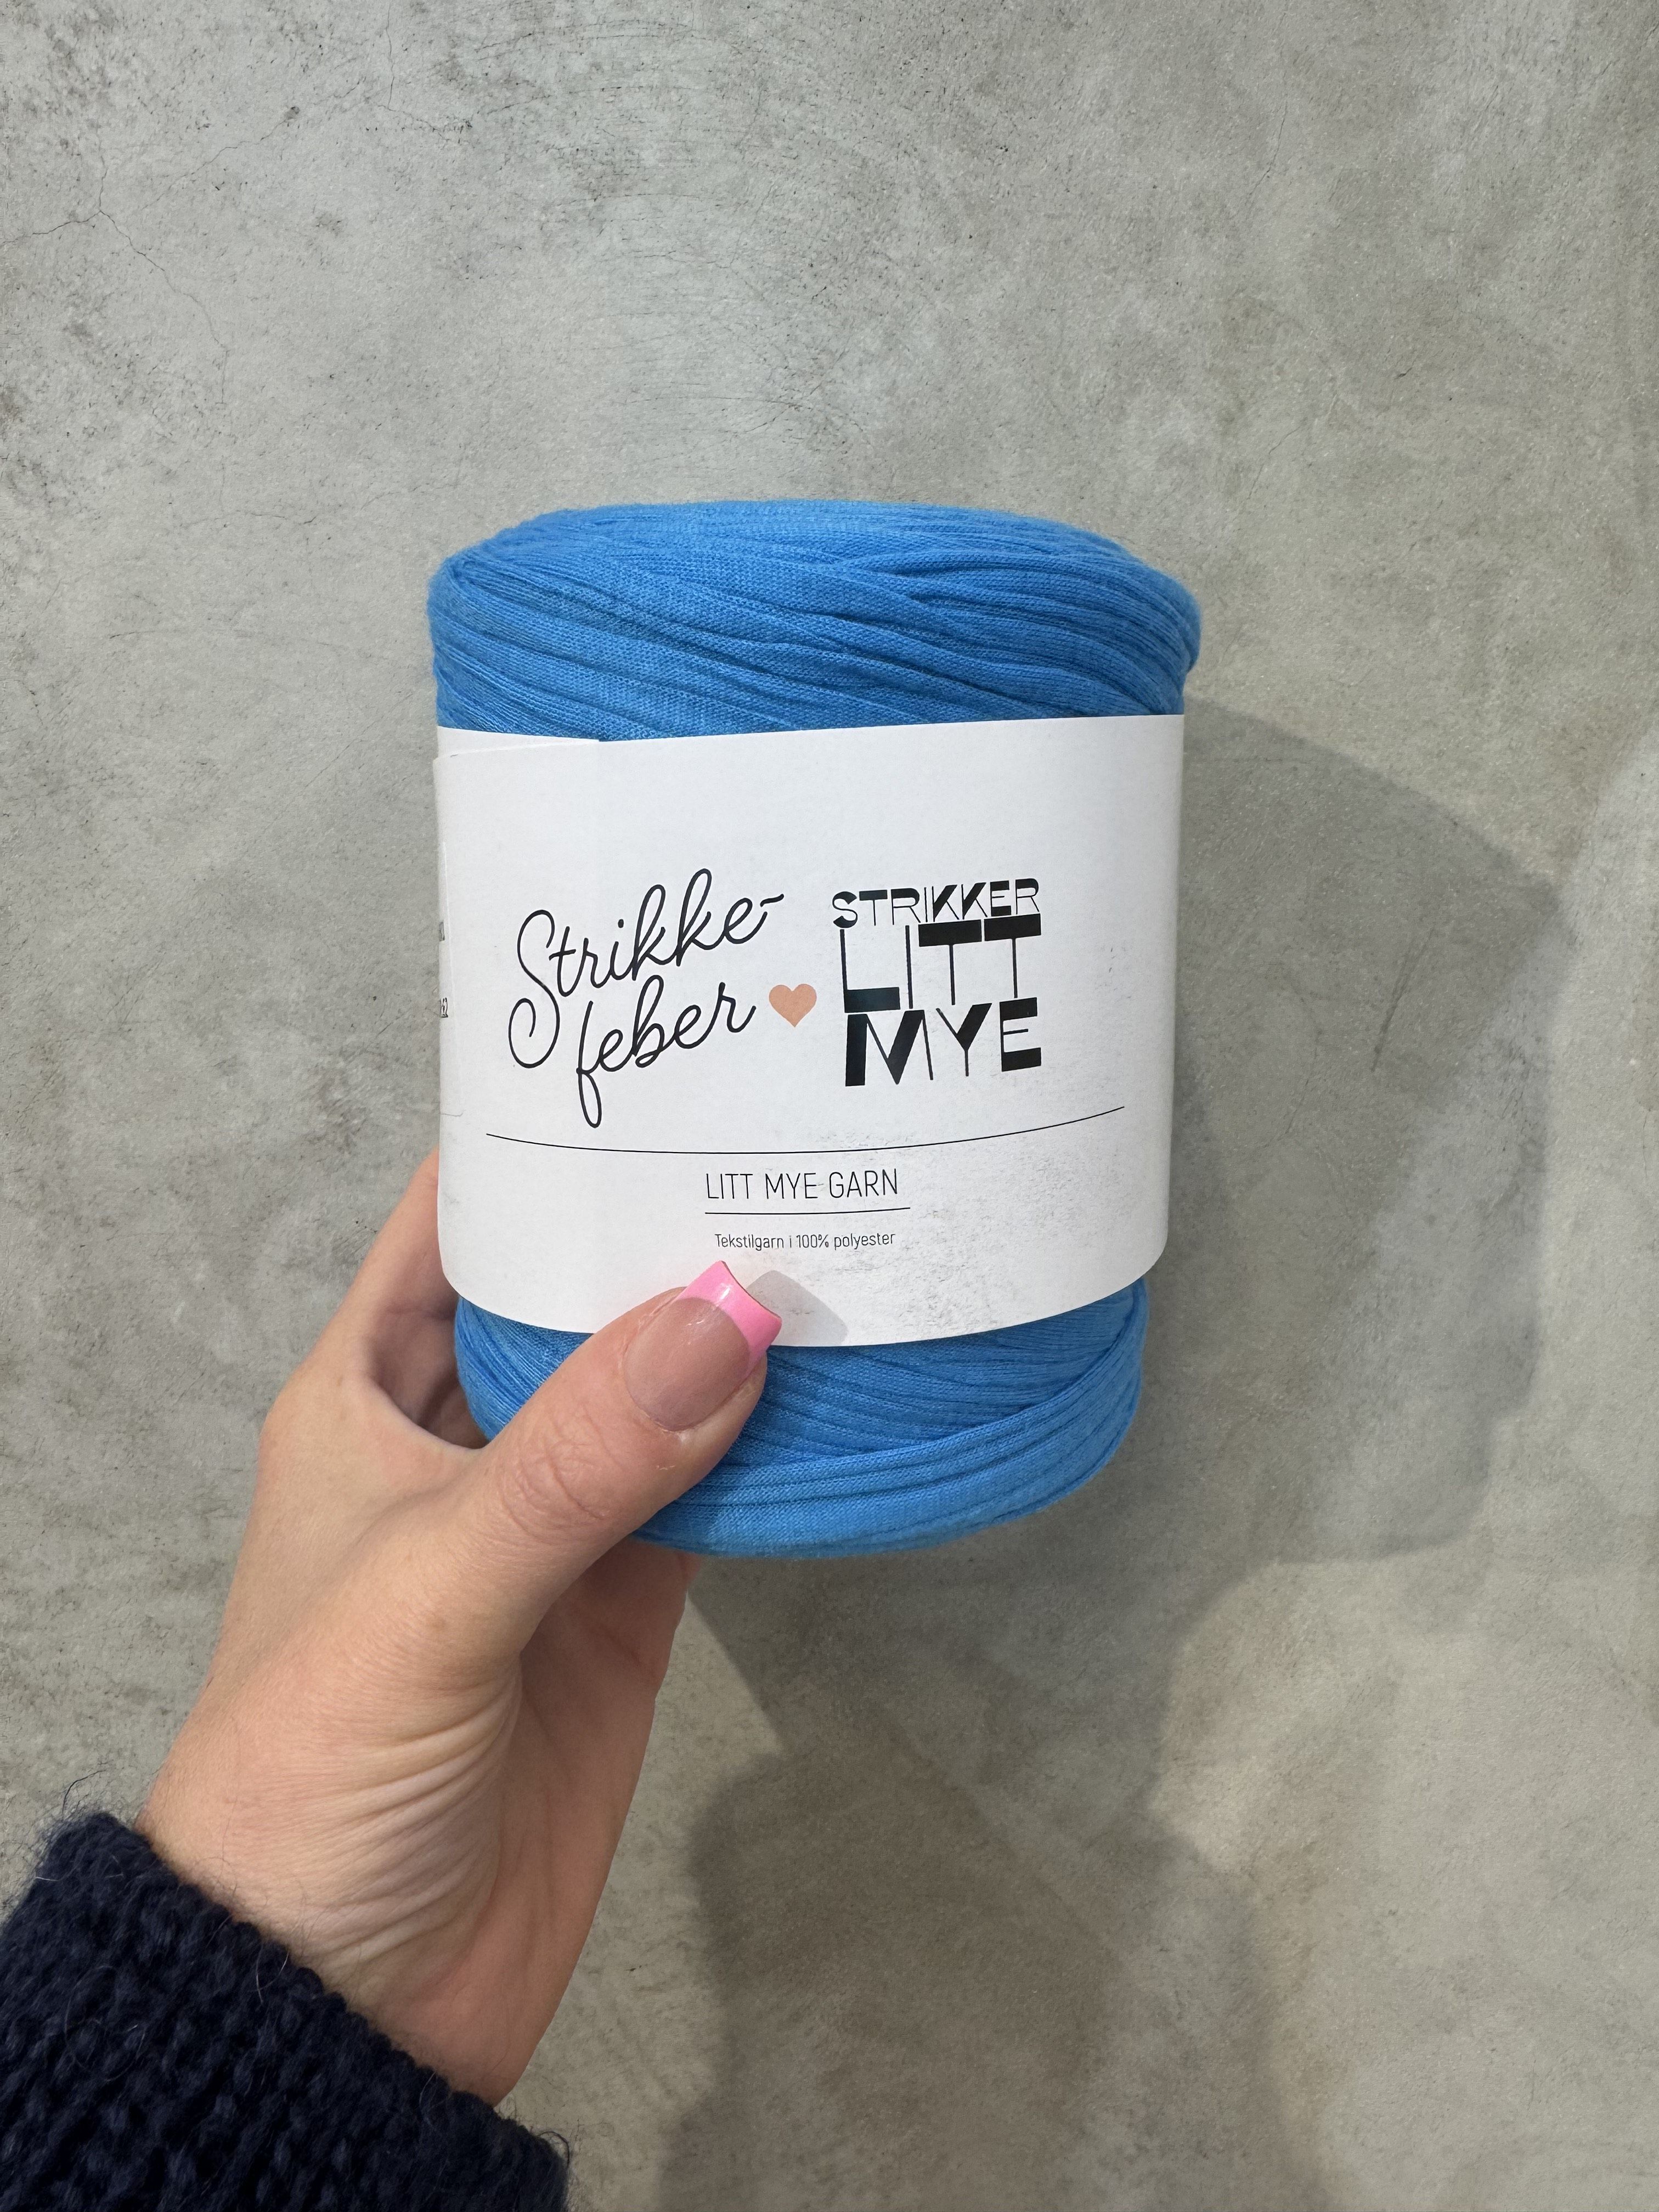 Strikke-
feber
STRIKKER
LITT
MYE
LITT MYE GARN
Tekstilgarn i 100% polyester